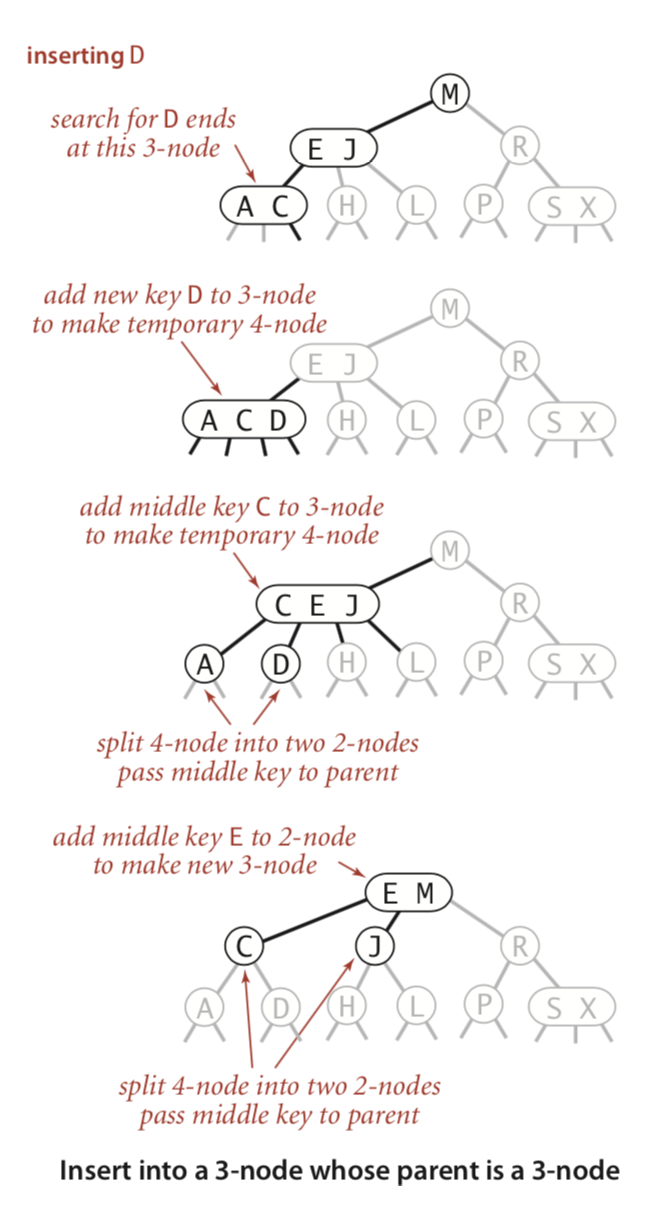 inserting D
search for D ends
at this 3-node
M
E J
R
A C
H
L
P
S X
add new key D to 3-node
to make temporary 4-node
M
E J
R
A C D
H
L
P
S X
add middle key C to 3-node
to make temporary 4-node
M
C E J
R
A
D
H
L
P
S X
split 4-node into two 2-nodes
pass middle key to parent
add middle key E to 2-node
to make new 3-node
E M
C
J
R
A
D
H
L
P
S X
split 4-node into two 2-nodes
pass middle key to parent
Insert into a 3-node whose parent is a 3-node